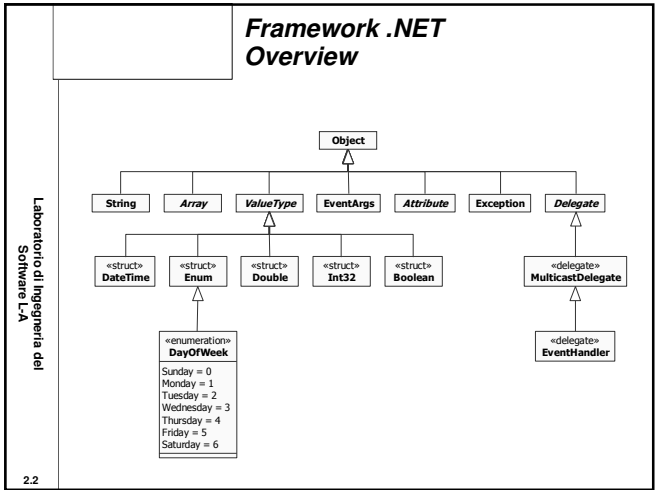 Framework .NET
Overview
Object
String
Array
ValueType
EventArgs
Attribute
Exception
Delegate
«struct»
DateTime
«struct»
Enum
«struct»
Double
«struct»
Int32
«struct»
Boolean
«delegate»
MulticastDelegate
«enumeration»
DayOfWeek
Sunday = 0
Monday = 1
Tuesday = 2
Wednesday = 3
Thursday = 4
Friday = 5
Saturday = 6
«delegate»
EventHandler
Laboratorio di Ingegneria del
Software L-A
2.2